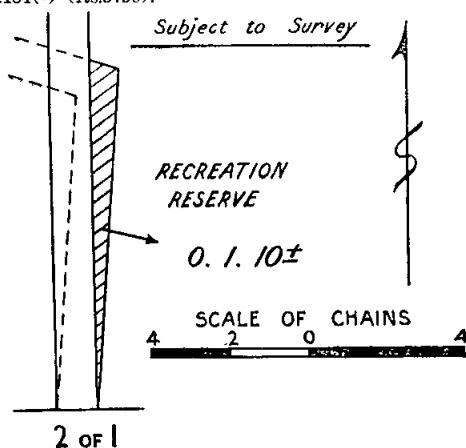 Subject to Survey
RECREATION
RESERVE
0. 1. 10±
SCALE OF CHAINS
4 2 0 4
2 OF 1